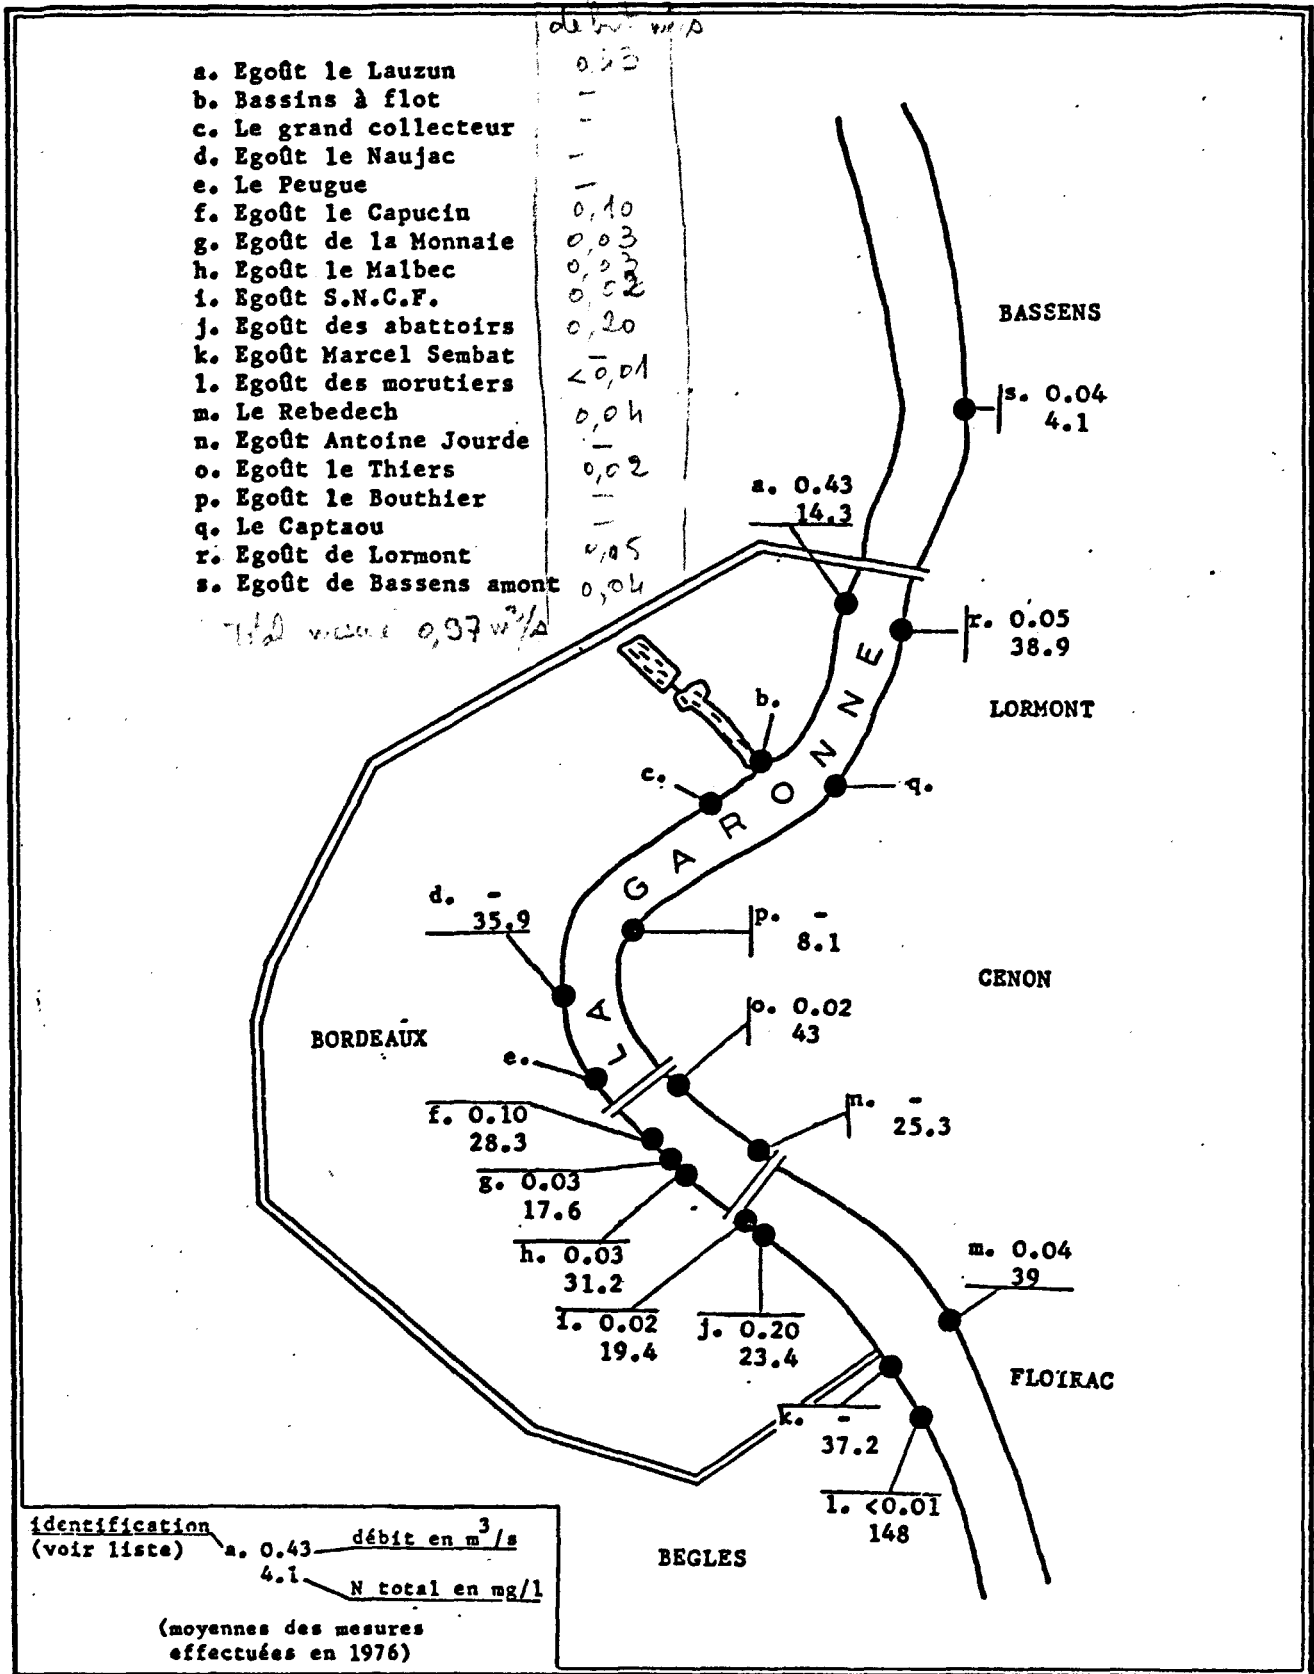 débit m³/s
a. Egoût le Lauzun 0,43
b. Bassins à flot -
c. Le grand collecteur -
d. Egoût le Naujac -
e. Le Peugue -
f. Egoût le Capucin 0,10
g. Egoût de la Monnaie 0,03
h. Egoût le Malbec 0,03
i. Egoût S.N.C.F. 0,02
j. Egoût des abattoirs 0,20
k. Egoût Marcel Sembat -
l. Egoût des morutiers <0,01
m. Le Rebedech 0,04
n. Egoût Antoine Jourde -
o. Egoût le Thiers 0,02
p. Egoût le Bouthier -
q. Le Captaou -
r. Egoût de Lormont 0,05
s. Egoût de Bassens amont 0,04
Total mesuré 0,97 m³/s
BASSENS
s. 0.04
4.1
a. 0.43
14.3
r. 0.05
38.9
LORMONT
b.
c.
q.
LA GARONNE
d. -
35.9
p. -
8.1
CENON
o. 0.02
43
BORDEAUX
e.
n. -
25.3
f. 0.10
28.3
g. 0.03
17.6
h. 0.03
31.2
m. 0.04
39
i. 0.02
19.4
j. 0.20
23.4
FLOIRAC
k. -
37.2
l. <0.01
148
BEGLES
identification
(voir liste)
a. 0.43 débit en m³/s
4.1 N total en mg/l
(moyennes des mesures
effectuées en 1976)